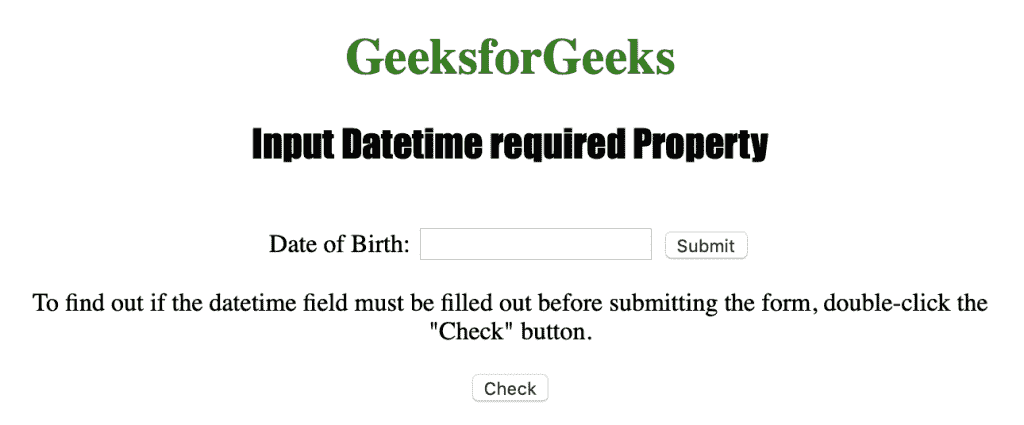 GeeksforGeeks
Input Datetime required Property
Date of Birth: Submit
To find out if the datetime field must be filled out before submitting the form, double-click the
"Check" button.
Check